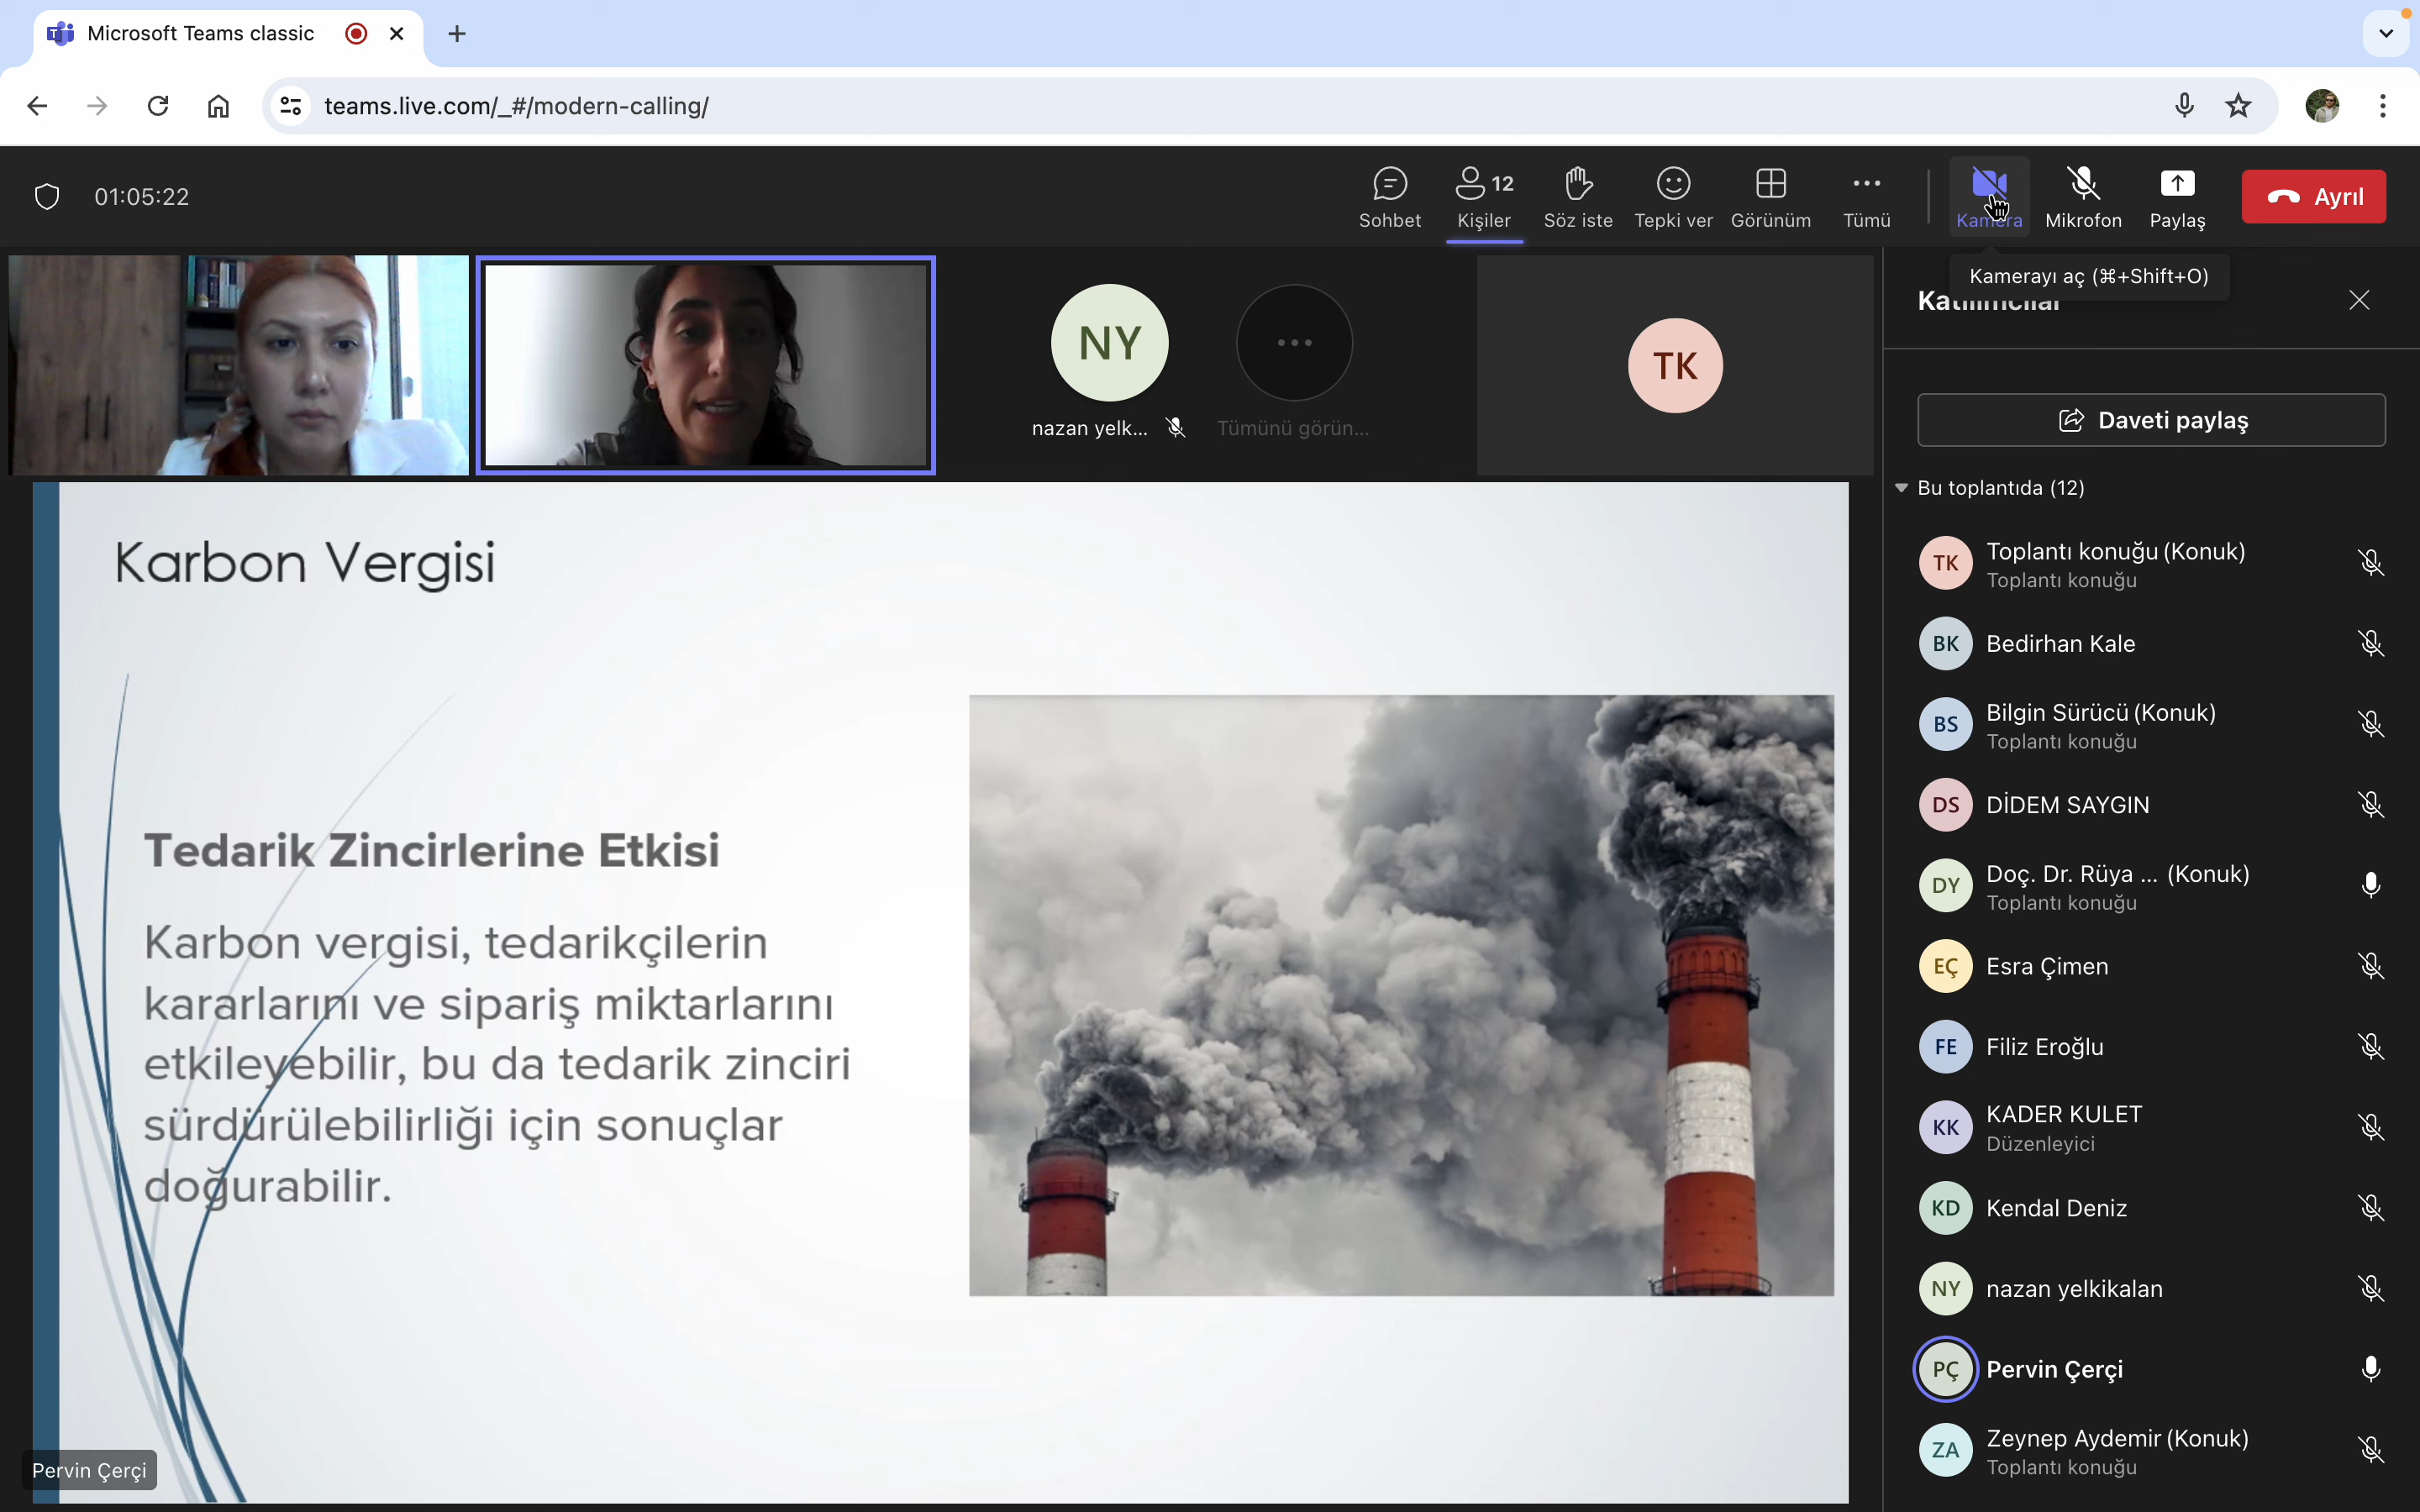 Microsoft Teams classic
teams.live.com/_#/modern-calling/
01:05:22
Sohbet
12
Kişiler
Söz iste
Tepki ver
Görünüm
Tümü
Kamera
Mikrofon
Paylaş
Ayrıl
Kamerayı aç (⌘+Shift+O)
NY
nazan yelk...
Tümünü görün...
TK
Katılımcılar
Daveti paylaş
Bu toplantıda (12)
TK
Toplantı konuğu (Konuk)
Toplantı konuğu
BK
Bedirhan Kale
BS
Bilgin Sürücü (Konuk)
Toplantı konuğu
DS
DİDEM SAYGIN
DY
Doç. Dr. Rüya ... (Konuk)
Toplantı konuğu
EÇ
Esra Çimen
FE
Filiz Eroğlu
KK
KADER KULET
Düzenleyici
KD
Kendal Deniz
NY
nazan yelkikalan
PÇ
Pervin Çerçi
ZA
Zeynep Aydemir (Konuk)
Toplantı konuğu
Karbon Vergisi
Tedarik Zincirlerine Etkisi
Karbon vergisi, tedarikçilerin
kararlarını ve sipariş miktarlarını
etkileyebilir, bu da tedarik zinciri
sürdürülebilirliği için sonuçlar
doğurabilir.
Pervin Çerçi